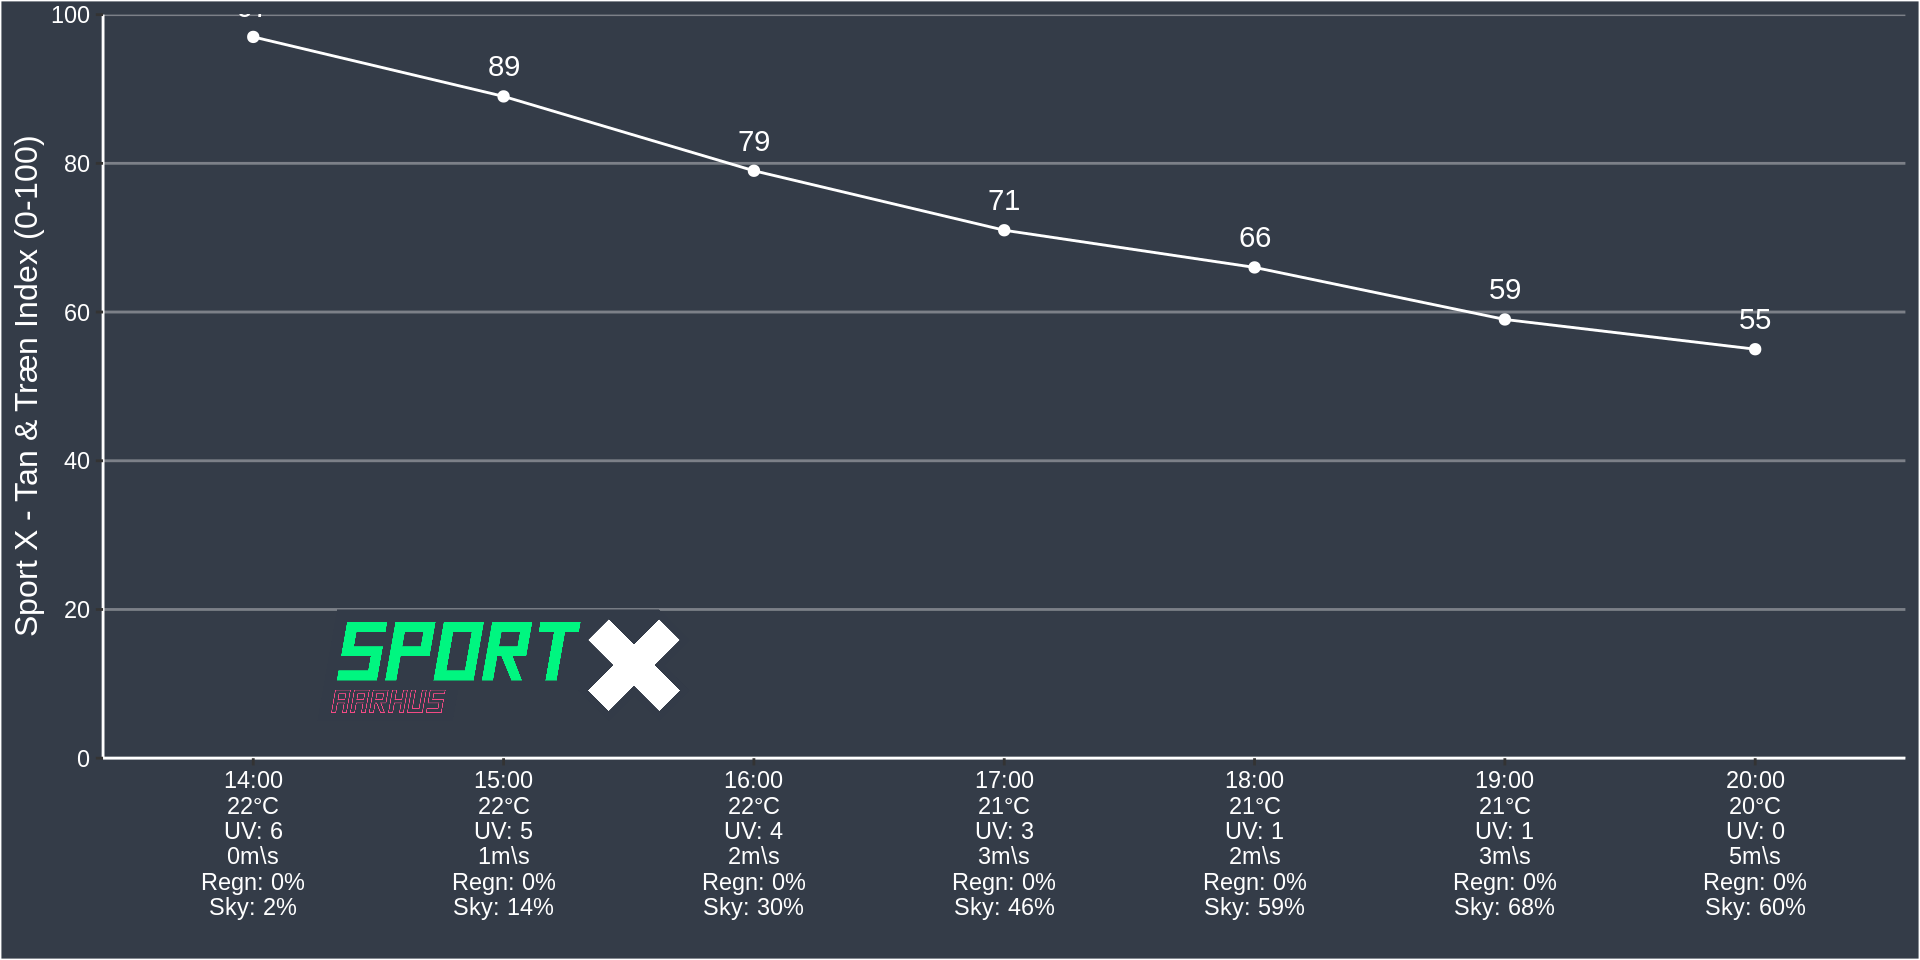 Sport X - Tan & Træn Index (0-100)
100
80
60
40
20
0
89
79
71
66
59
55
SPORT X
AARHUS
14:00 15:00 16:00 17:00 18:00 19:00 20:00
22°C 22°C 22°C 21°C 21°C 21°C 20°C
UV: 6 UV: 5 UV: 4 UV: 3 UV: 1 UV: 1 UV: 0
0m\s 1m\s 2m\s 3m\s 2m\s 3m\s 5m\s
Regn: 0% Regn: 0% Regn: 0% Regn: 0% Regn: 0% Regn: 0% Regn: 0%
Sky: 2% Sky: 14% Sky: 30% Sky: 46% Sky: 59% Sky: 68% Sky: 60%